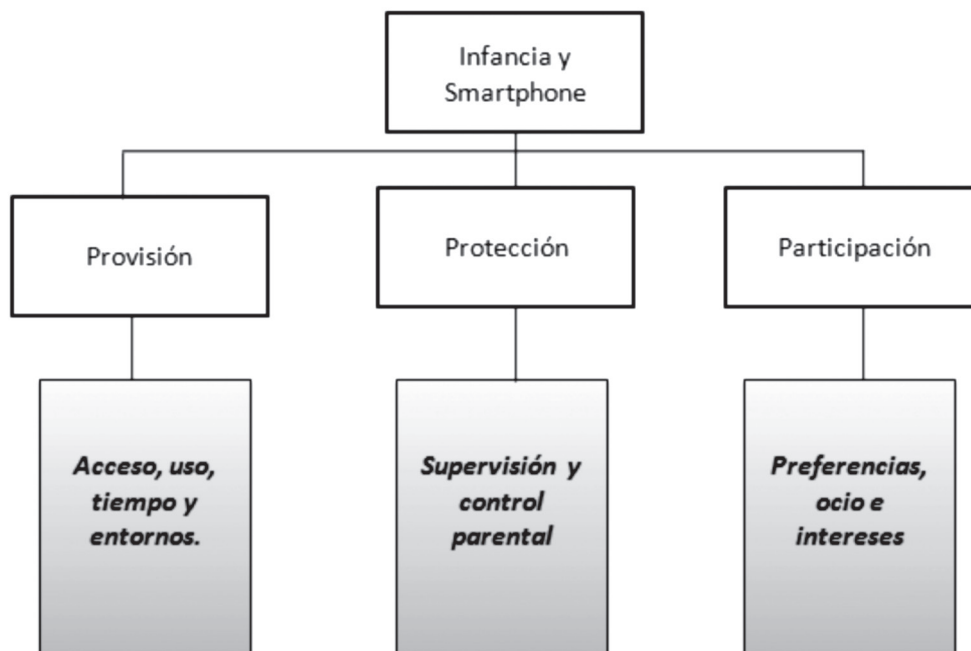 Infancia y
Smartphone
Provisión
Protección
Participación
Acceso, uso,
tiempo y
entornos.
Supervisión y
control
parental
Preferencias,
ocio e
intereses